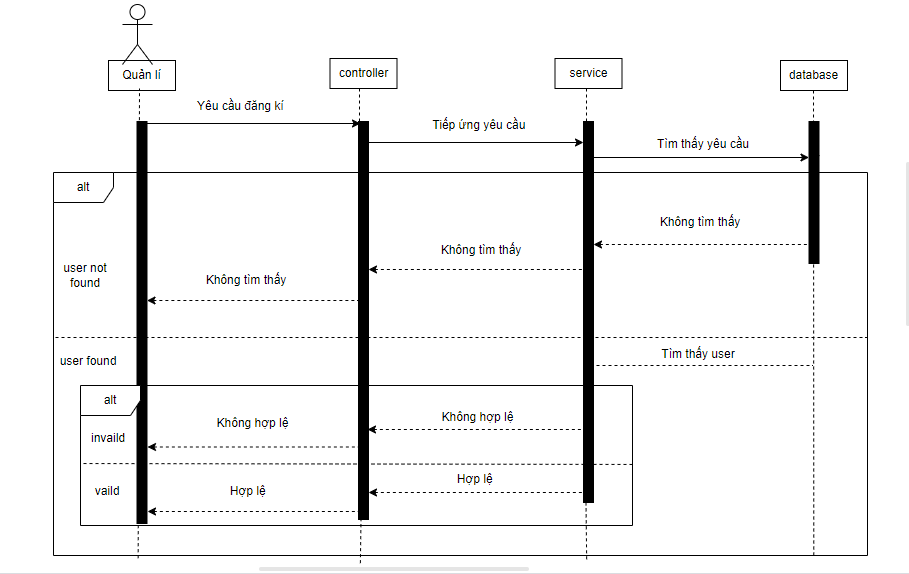 Quản lí
controller
service
database
Yêu cầu đăng kí
Tiếp ứng yêu cầu
Tìm thấy yêu cầu
alt
Không tìm thấy
Không tìm thấy
user not
found
Không tìm thấy
user found
Tìm thấy user
alt
Không hợp lệ
Không hợp lệ
invaild
Hợp lệ
vaild
Hợp lệ